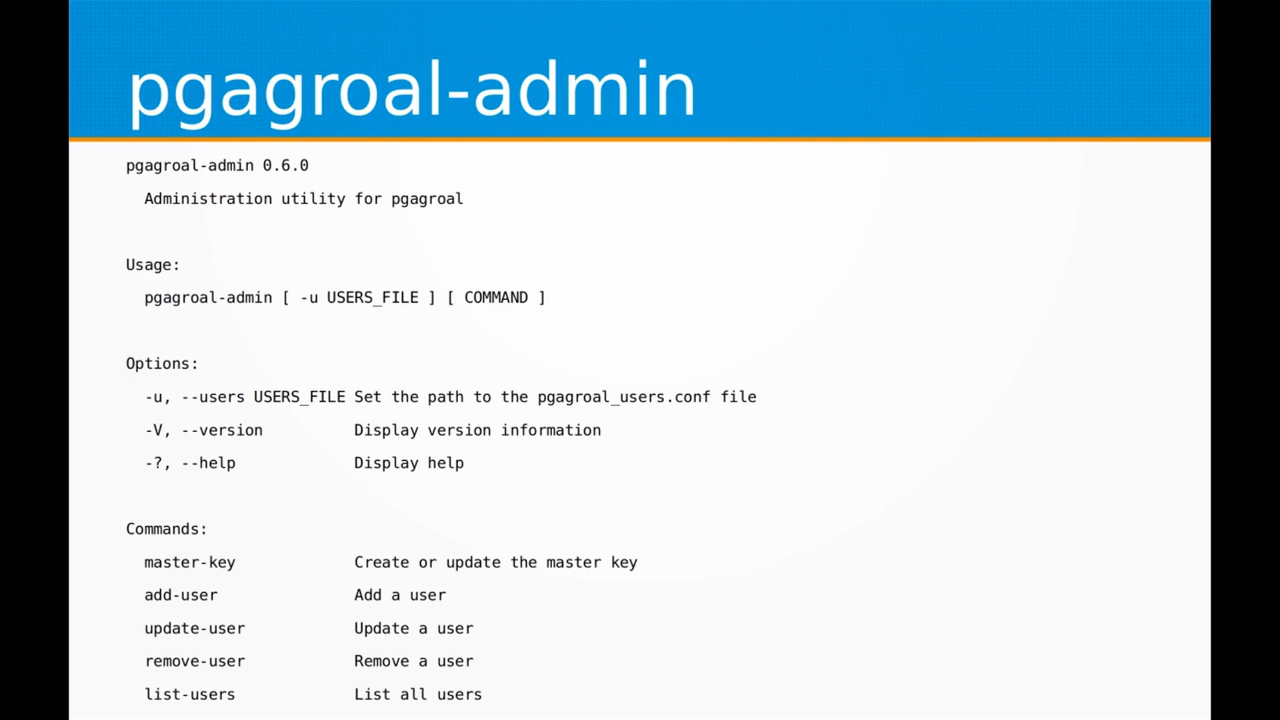 pgagroal-admin
pgagroal-admin 0.6.0
Administration utility for pgagroal
Usage:
pgagroal-admin [ -u USERS_FILE ] [ COMMAND ]
Options:
-u, --users USERS_FILE Set the path to the pgagroal_users.conf file
-V, --version Display version information
-?, --help Display help
Commands:
master-key Create or update the master key
add-user Add a user
update-user Update a user
remove-user Remove a user
list-users List all users